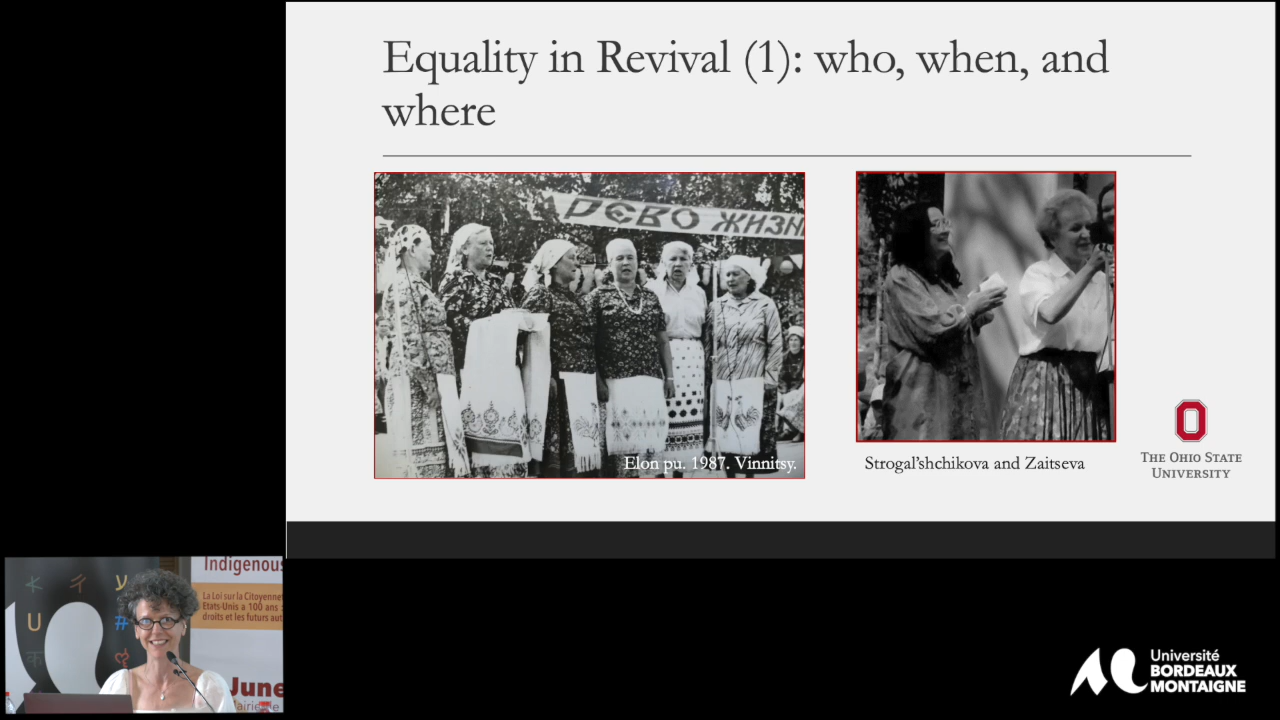 Equality in Revival (1): who, when, and
where
РЄВО ЖИЗН
Elon pu. 1987. Vinnitsy.
Strogal’shchikova and Zaitseva
THE OHIO STATE
UNIVERSITY
Indigenous
La Loi sur la Citoyenne
Etats-Unis a 100 ans :
droits et les futurs aut
June
Université
BORDEAUX
MONTAIGNE